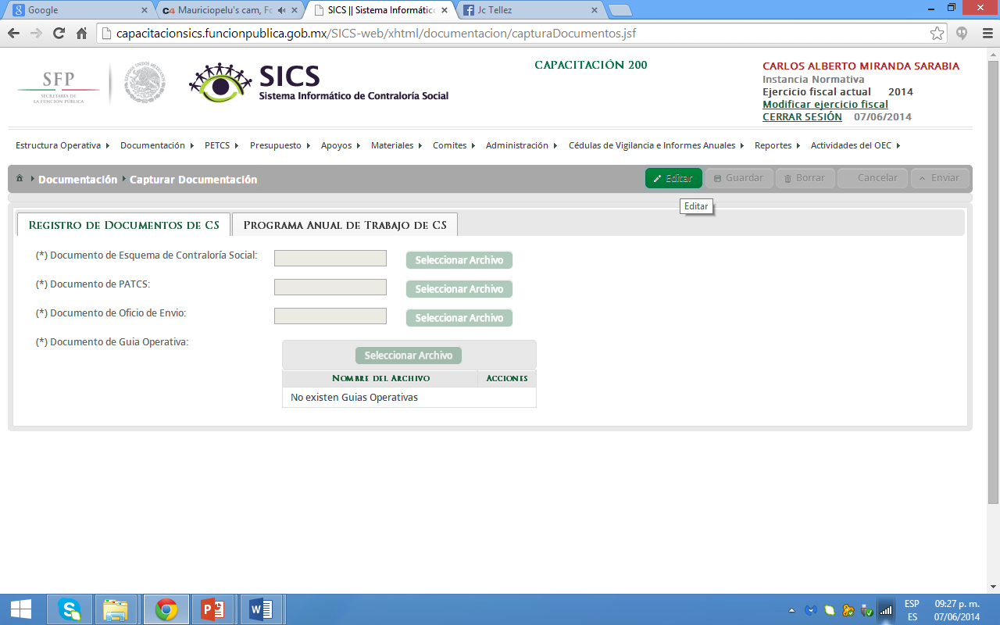 Google
Mauriciopelu's cam, Fo
SICS || Sistema Informático
Jc Tellez
capacitacionsics.funcionpublica.gob.mx/SICS-web/xhtml/documentacion/capturaDocumentos.jsf
SFP
SECRETARÍA DE
LA FUNCIÓN PÚBLICA
ESTADOS UNIDOS MEXICANOS
SICS
Sistema Informático de Contraloría Social
CAPACITACIÓN 200
CARLOS ALBERTO MIRANDA SARABIA
Instancia Normativa
Ejercicio fiscal actual 2014
Modificar ejercicio fiscal
CERRAR SESIÓN 07/06/2014
Estructura Operativa Documentación PETCS Presupuesto Apoyos Materiales Comites Administración Cédulas de Vigilancia e Informes Anuales Reportes Actividades del OEC
Documentación Capturar Documentación
Editar Guardar Borrar Cancelar Enviar
Editar
Registro de Documentos de CS Programa Anual de Trabajo de CS
(*) Documento de Esquema de Contraloría Social: Seleccionar Archivo
(*) Documento de PATCS: Seleccionar Archivo
(*) Documento de Oficio de Envio: Seleccionar Archivo
(*) Documento de Guia Operativa:
Seleccionar Archivo
Nombre del Archivo Acciones
No existen Guias Operativas
ESP
ES
09:27 p. m.
07/06/2014